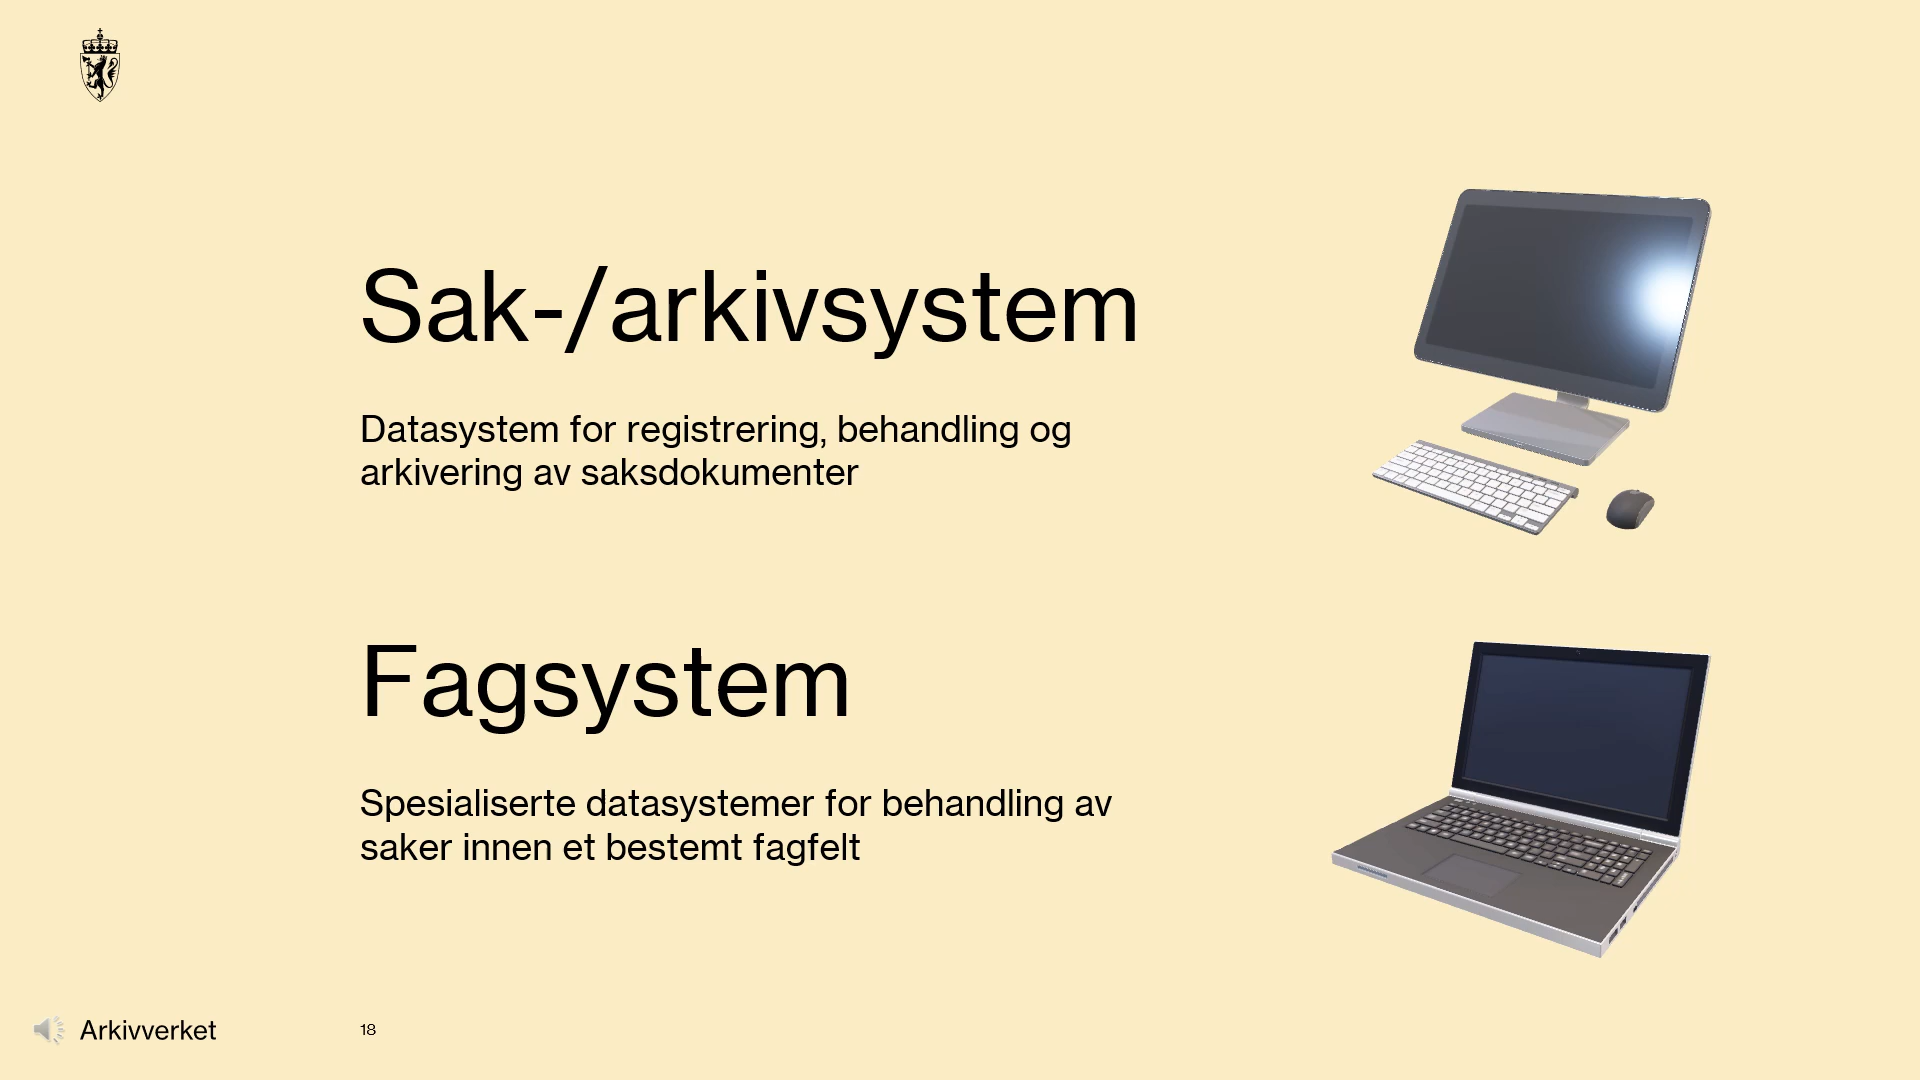 Sak-/arkivsystem
Datasystem for registrering, behandling og
arkivering av saksdokumenter
Fagsystem
Spesialiserte datasystemer for behandling av
saker innen et bestemt fagfelt
Arkivverket
18